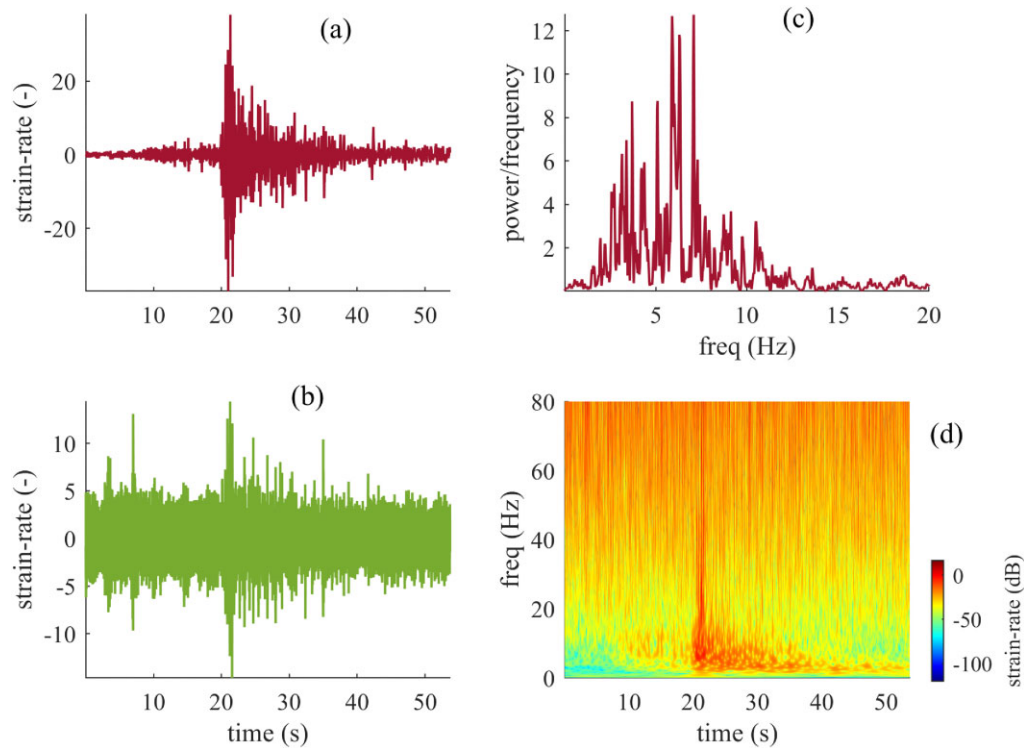 (a)
strain-rate (-)
20
0
-20
10 20 30 40 50
(c)
power/frequency
12
10
8
6
4
2
5 10 15 20
freq (Hz)
(b)
strain-rate (-)
10
5
0
-5
-10
10 20 30 40 50
time (s)
(d)
freq (Hz)
80
60
40
20
0
10 20 30 40 50
time (s)
0
-50
-100
strain-rate (dB)